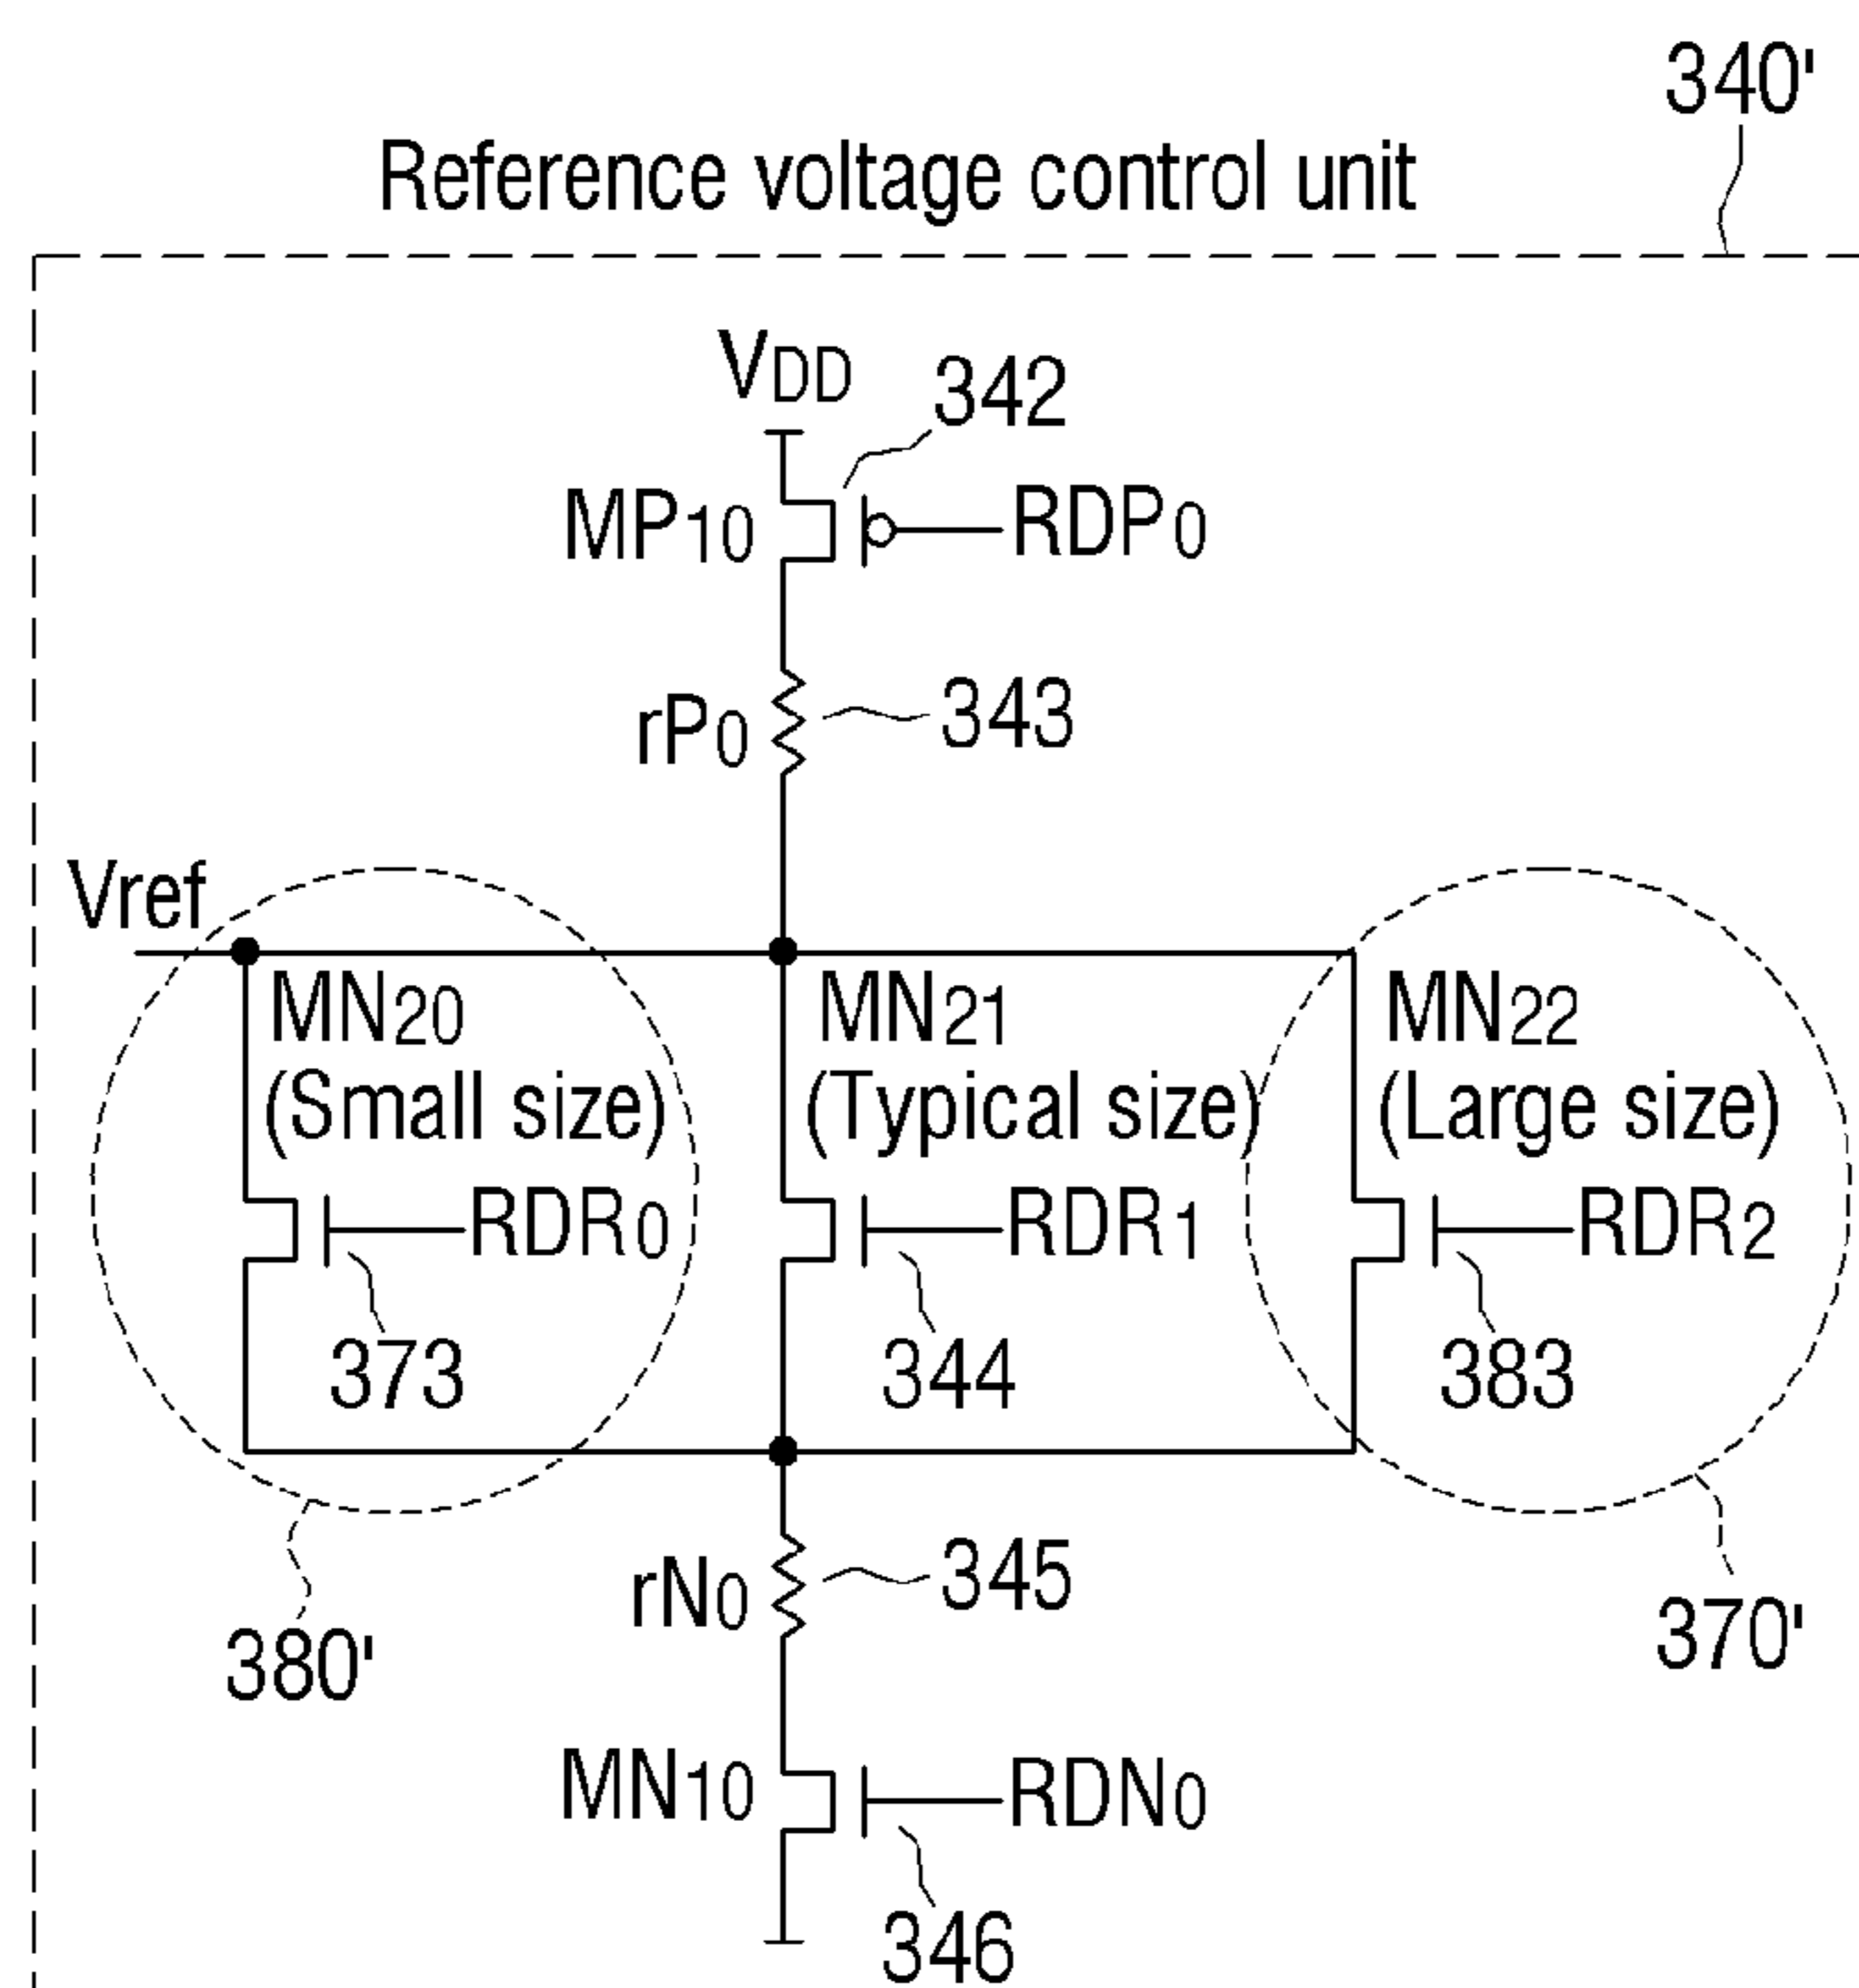 340'
Reference voltage control unit
VDD
342
MP10
RDP0
rP0
343
Vref
MN20
(Small size)
MN21
(Typical size)
MN22
(Large size)
RDR0
RDR1
RDR2
373
344
383
rN0
345
380'
370'
MN10
RDN0
346